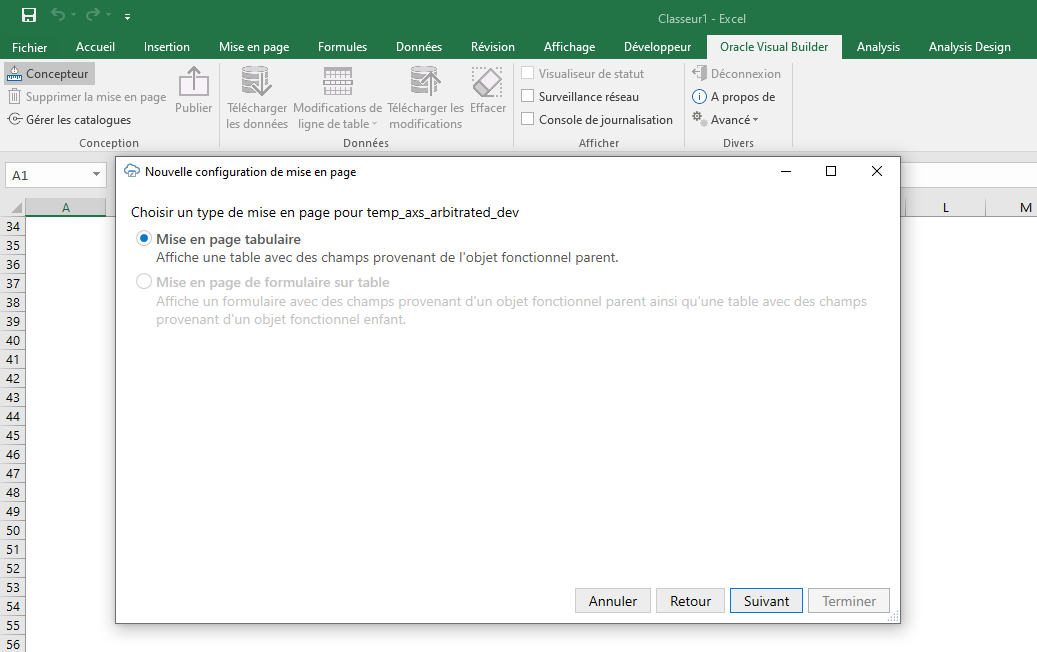 Classeur1 - Excel
Fichier Accueil Insertion Mise en page Formules Données Révision Affichage Développeur Oracle Visual Builder Analysis Analysis Design
Concepteur
Supprimer la mise en page
Gérer les catalogues
Publier
Conception
Télécharger
les données
Modifications de
ligne de table
Télécharger les
modifications
Effacer
Données
Visualiseur de statut
Surveillance réseau
Console de journalisation
Afficher
Déconnexion
A propos de
Avancé
Divers
A1
A L M
34
35
36
37
38
39
40
41
42
43
44
45
46
47
48
49
50
51
52
53
54
55
56
Nouvelle configuration de mise en page
Choisir un type de mise en page pour temp_axs_arbitrated_dev
Mise en page tabulaire
Affiche une table avec des champs provenant de l'objet fonctionnel parent.
Mise en page de formulaire sur table
Affiche un formulaire avec des champs provenant d'un objet fonctionnel parent ainsi qu'une table avec des champs
provenant d'un objet fonctionnel enfant.
Annuler Retour Suivant Terminer